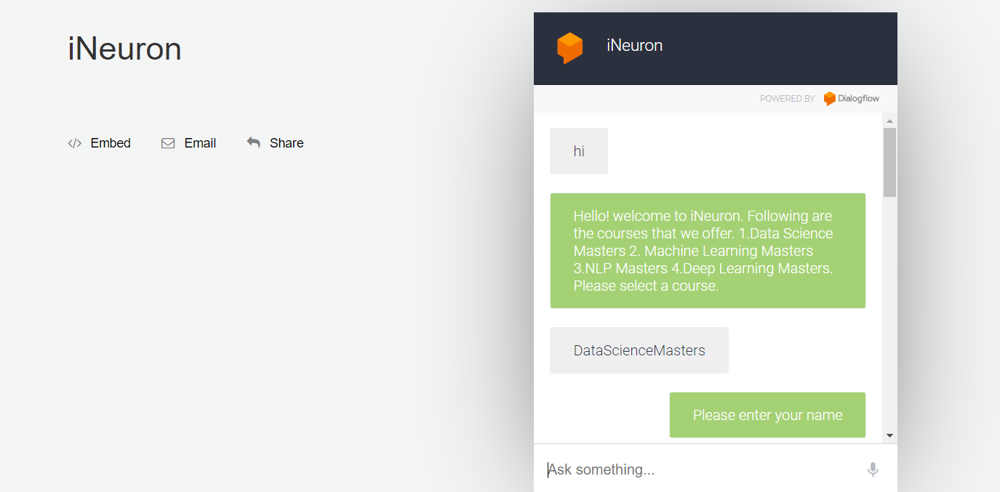 iNeuron
Embed
Email
Share
iNeuron
POWERED BY Dialogflow
hi
Hello! welcome to iNeuron. Following are
the courses that we offer. 1.Data Science
Masters 2. Machine Learning Masters
3.NLP Masters 4.Deep Learning Masters.
Please select a course.
DataScienceMasters
Please enter your name
Ask something...